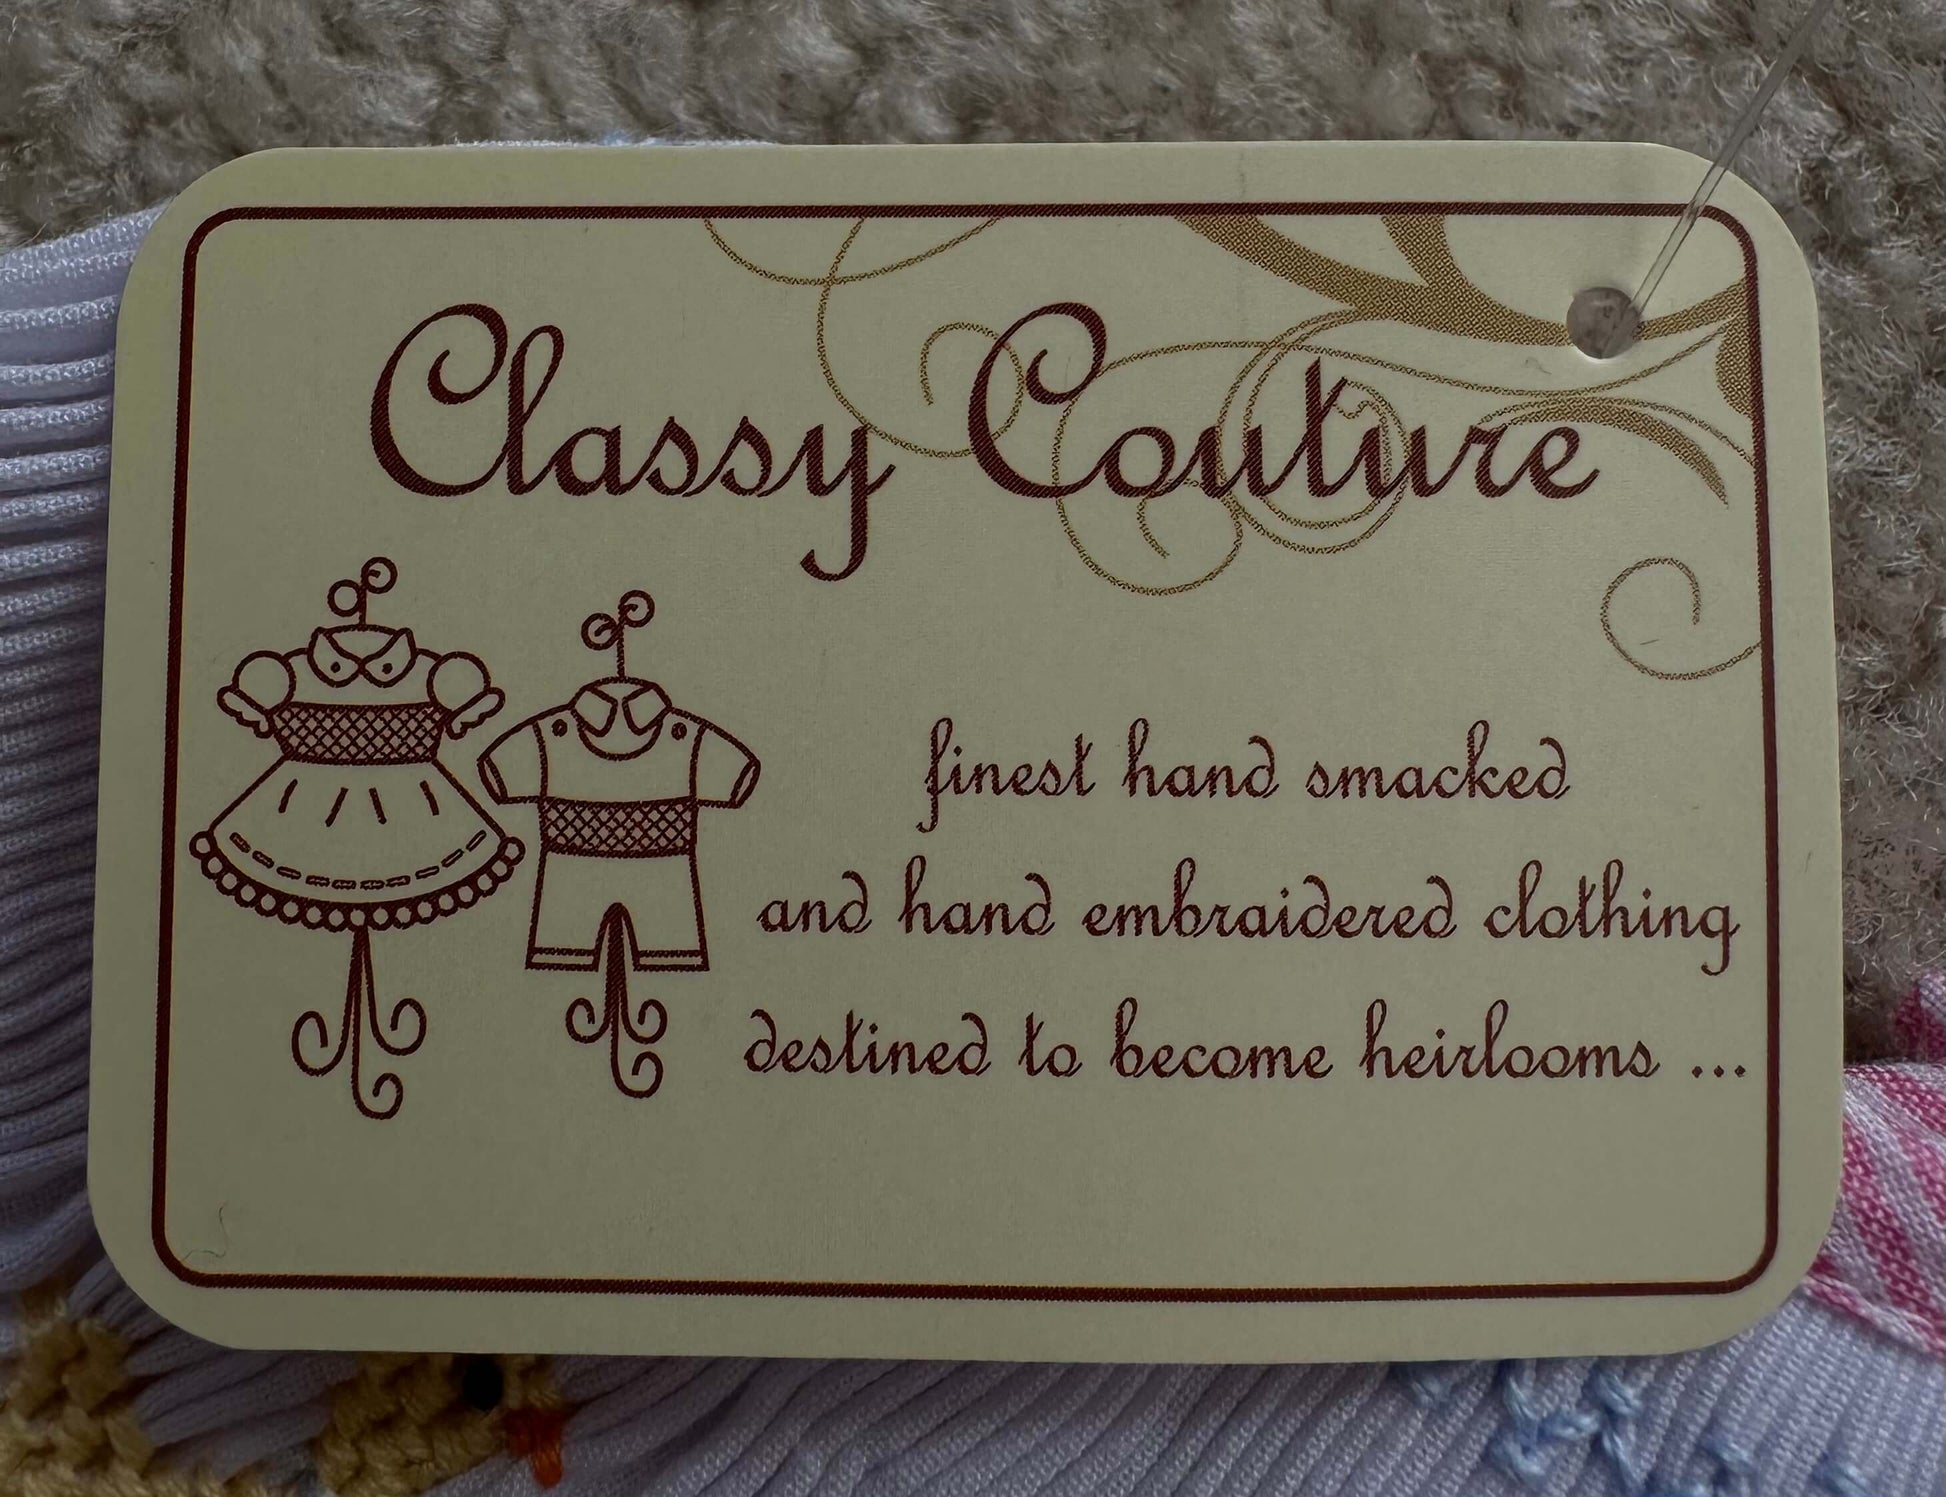 Classy Couture
finest hand smacked
and hand embraidered clothing
destined to become heirlooms ...